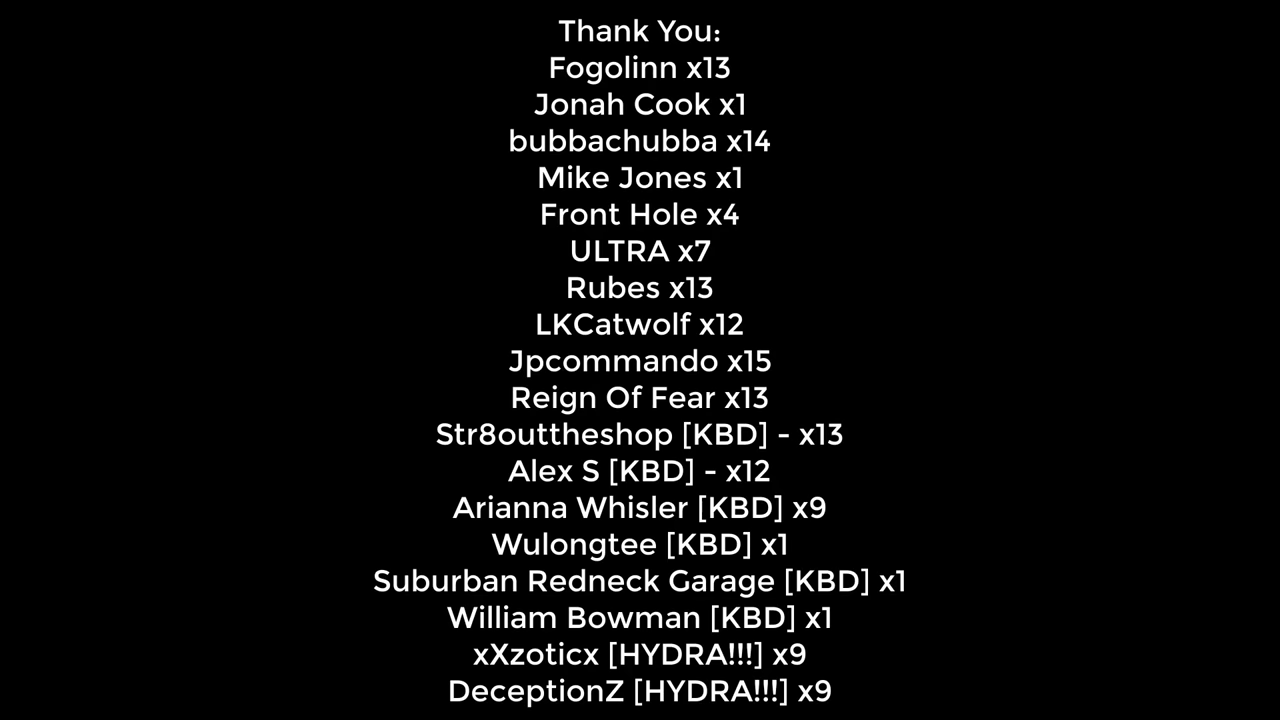 Thank You:
Fogolinn x13
Jonah Cook x1
bubbachubba x14
Mike Jones x1
Front Hole x4
ULTRA x7
Rubes x13
LKCatwolf x12
Jpcommando x15
Reign Of Fear x13
Str8outtheshop [KBD] - x13
Alex S [KBD] - x12
Arianna Whisler [KBD] x9
Wulongtee [KBD] x1
Suburban Redneck Garage [KBD] x1
William Bowman [KBD] x1
xXzoticx [HYDRA!!!] x9
DeceptionZ [HYDRA!!!] x9